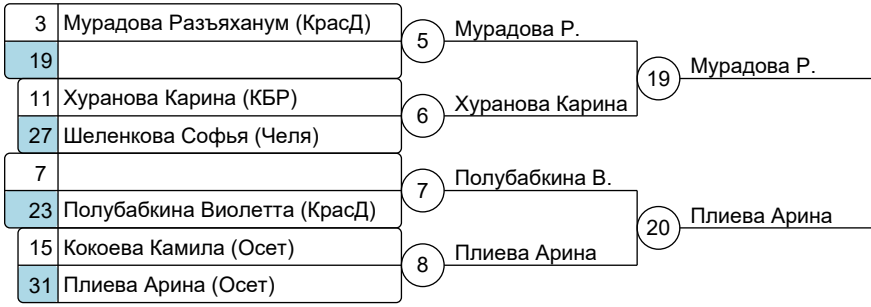 3 Мурадова Разъяханум (КрасД)
19
11 Хуранова Карина (КБР)
27 Шеленкова Софья (Челя)
7
23 Полубабкина Виолетта (КрасД)
15 Кокоева Камила (Осет)
31 Плиева Арина (Осет)
5 Мурадова Р.
6 Хуранова Карина
7 Полубабкина В.
8 Плиева Арина
19 Мурадова Р.
20 Плиева Арина